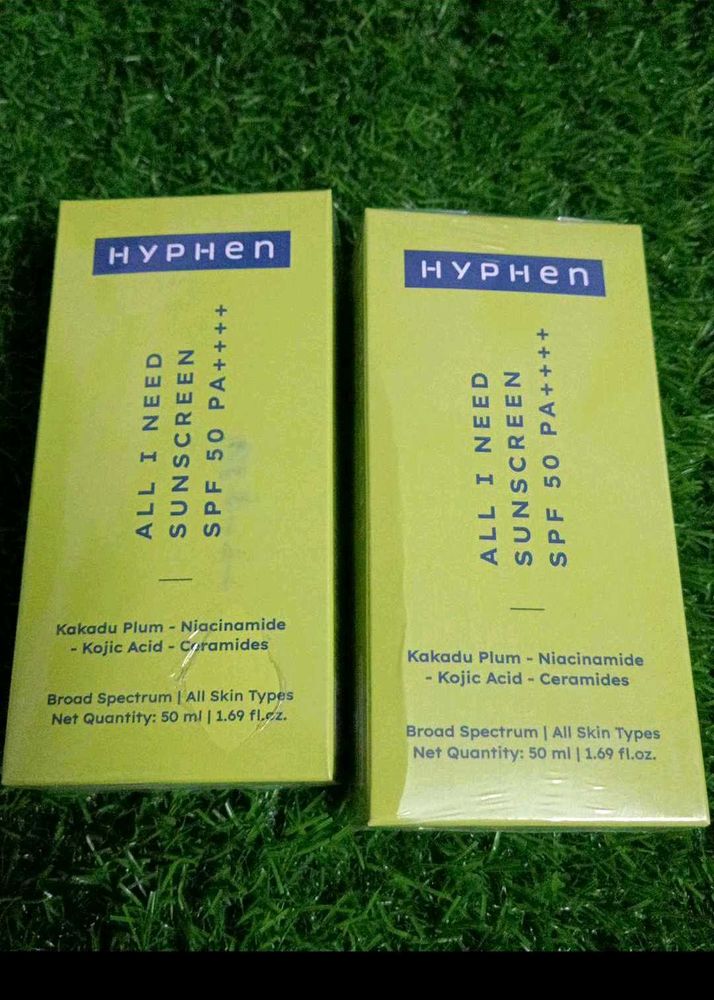 HYPHen
ALL I NEED
SUNSCREEN
SPF 50 PA++++
Kakadu Plum - Niacinamide
- Kojic Acid - Ceramides
Broad Spectrum | All Skin Types
Net Quantity: 50 ml | 1.69 fl.oz.
HYPHen
ALL I NEED
SUNSCREEN
SPF 50 PA++++
Kakadu Plum - Niacinamide
- Kojic Acid - Ceramides
Broad Spectrum | All Skin Types
Net Quantity: 50 ml | 1.69 fl.oz.